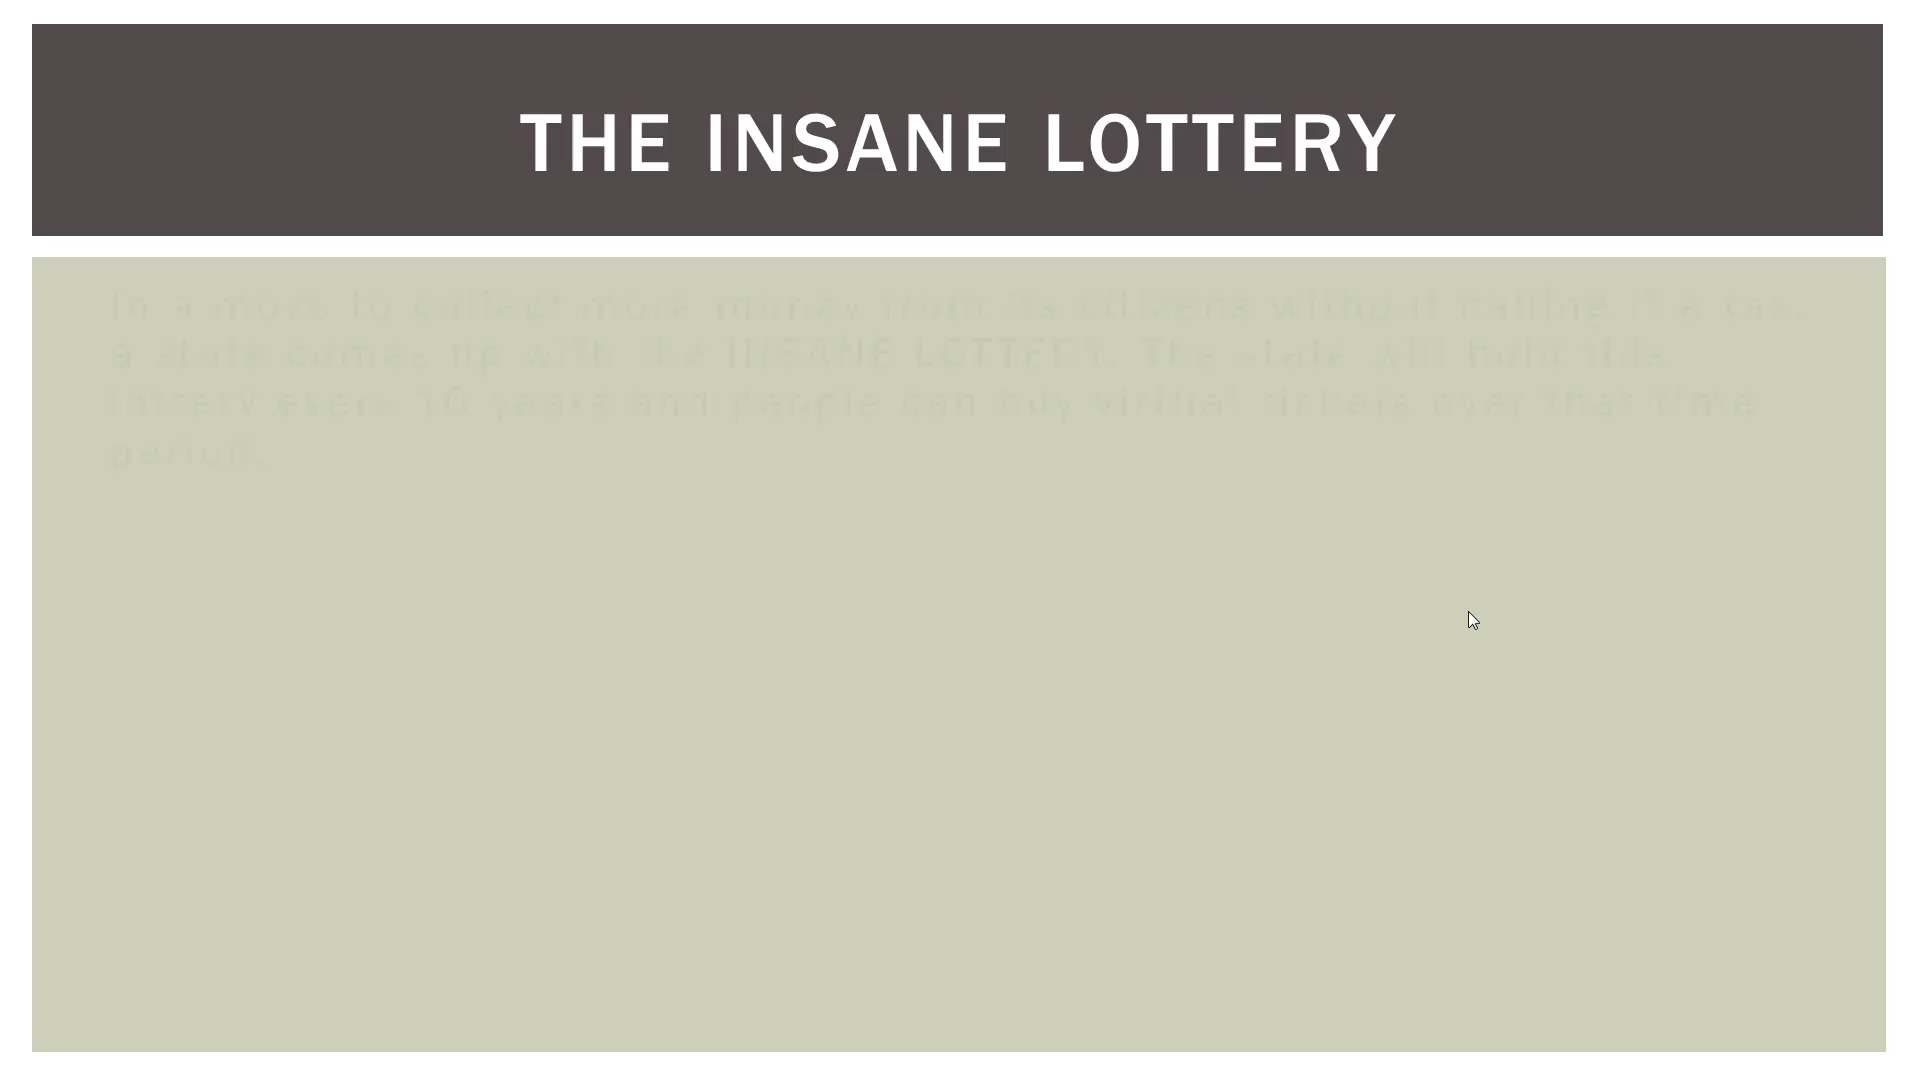 THE INSANE LOTTERY
In a move to collect more money from its citizens without calling it a tax,
a state comes up with the INSANE LOTTERY. The state will hold this
lottery every 10 years and people can buy virtual tickets over that time
period.